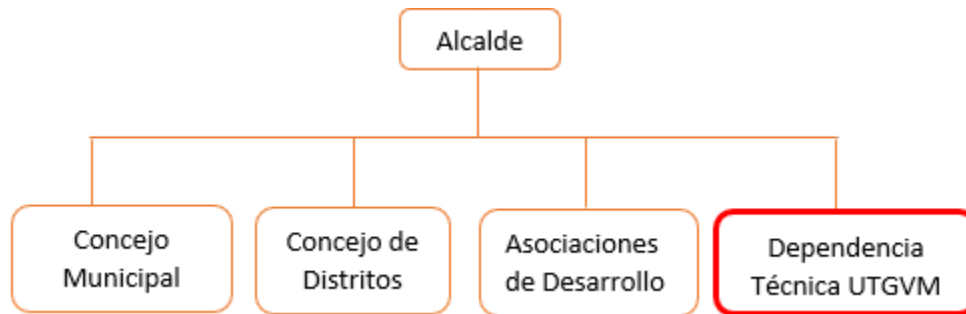 Alcalde
Concejo
Municipal
Concejo de
Distritos
Asociaciones
de Desarrollo
Dependencia
Técnica UTGVM